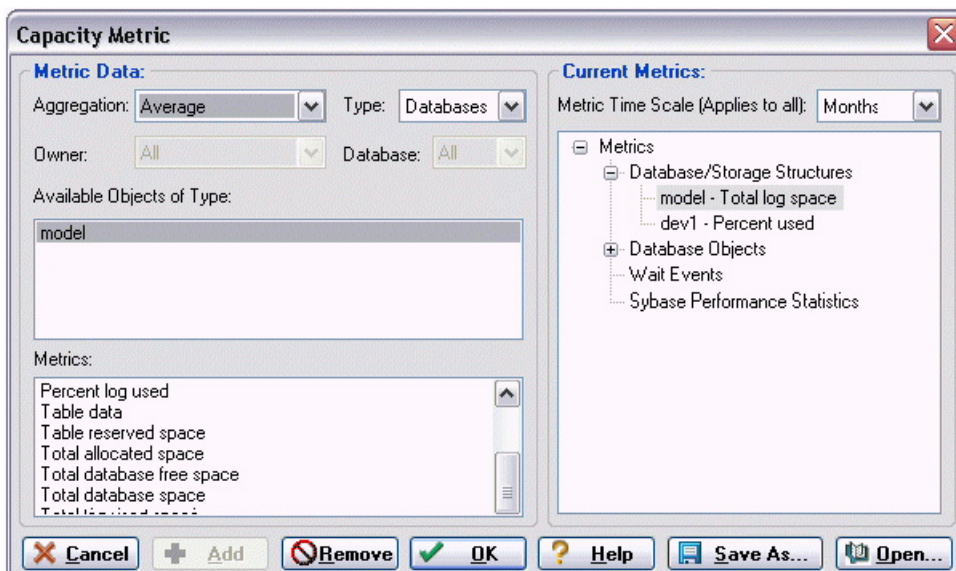 Capacity Metric
Metric Data:
Aggregation: Average Type: Databases
Owner: All Database: All
Available Objects of Type:
model
Metrics:
Percent log used
Table data
Table reserved space
Total allocated space
Total database free space
Total database space
Current Metrics:
Metric Time Scale (Applies to all): Months
Metrics
Database/Storage Structures
model - Total log space
dev1 - Percent used
Database Objects
Wait Events
Sybase Performance Statistics
Cancel Add Remove OK Help Save As... Open...